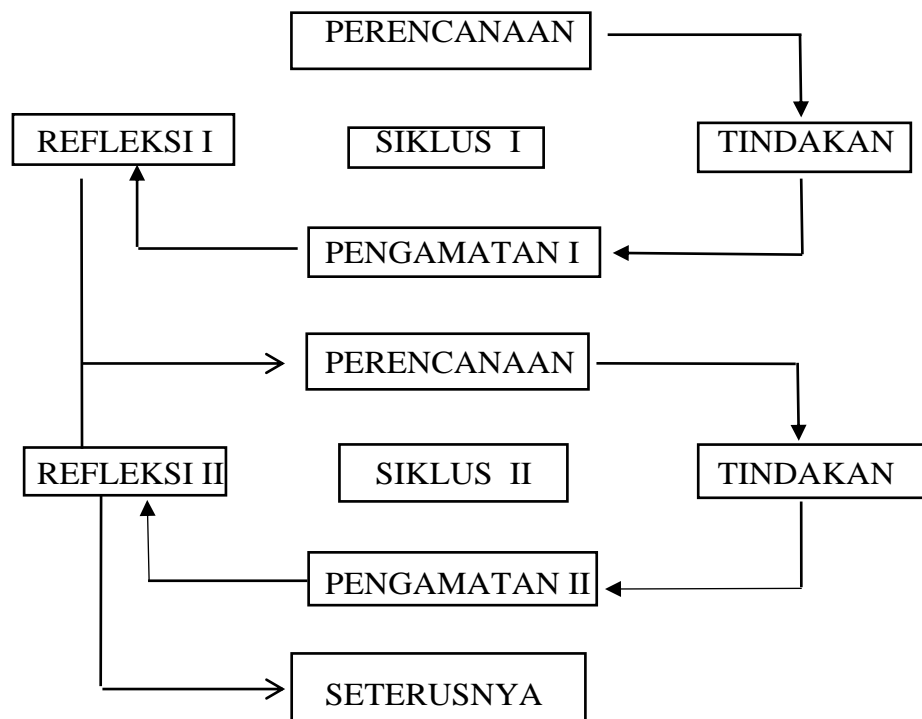 PERENCANAAN
REFLEKSI I
SIKLUS I
TINDAKAN
PENGAMATAN I
PERENCANAAN
REFLEKSI II
SIKLUS II
TINDAKAN
PENGAMATAN II
SETERUSNYA